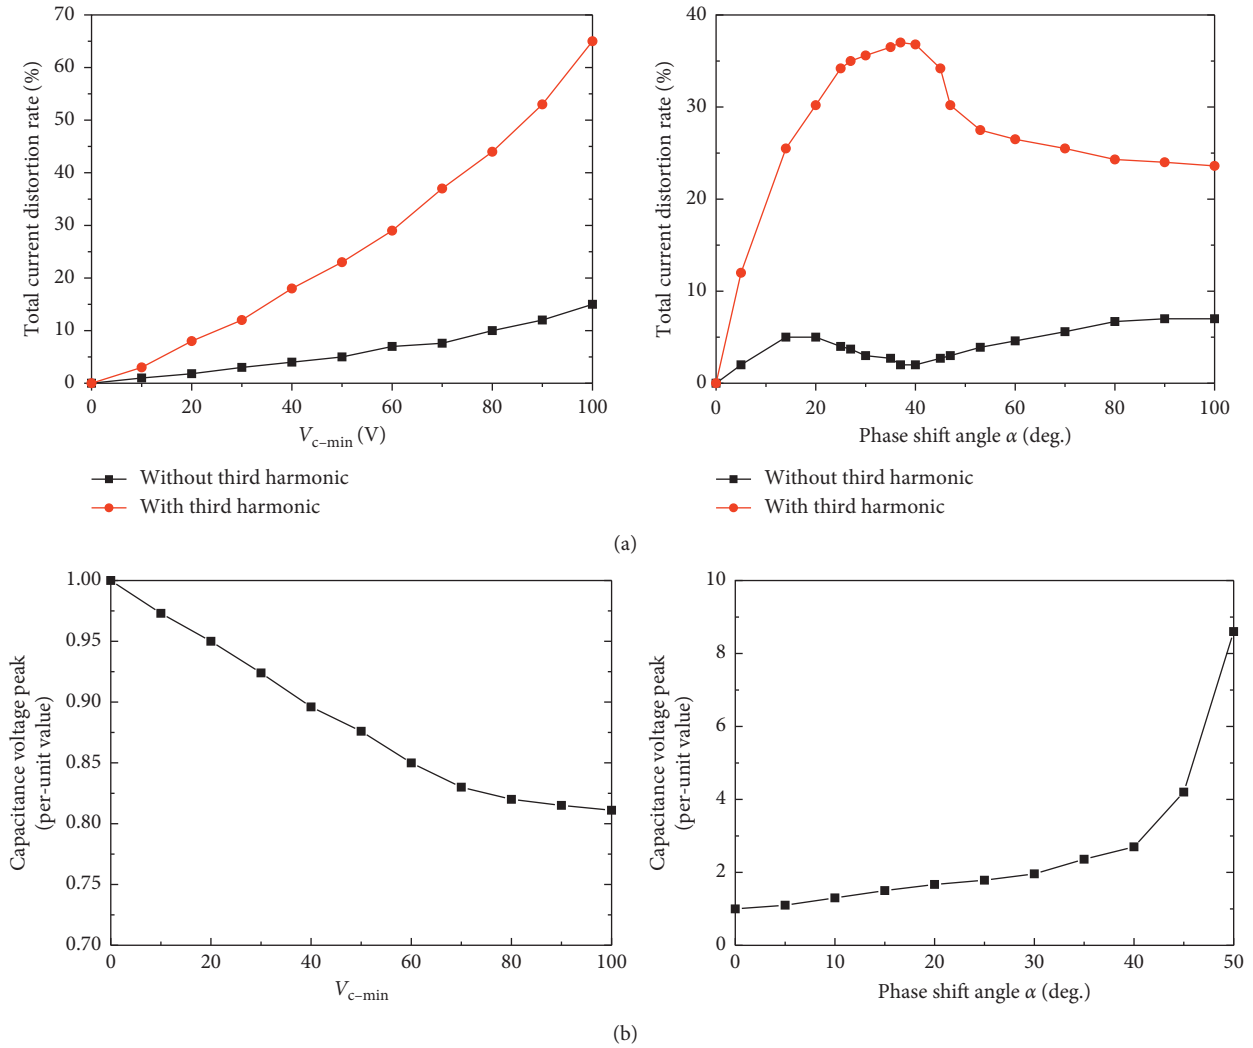 Total current distortion rate (%)
70
60
50
40
30
20
10
0
0 20 40 60 80 100
V c–min (V)
Without third harmonic
With third harmonic
Total current distortion rate (%)
40
30
20
10
0
0 20 40 60 80 100
Phase shift angle α (deg.)
Without third harmonic
With third harmonic
(a)
Capacitance voltage peak
(per-unit value)
1.00
0.95
0.90
0.85
0.80
0.75
0.70
0 20 40 60 80 100
V c–min
Capacitance voltage peak
(per-unit value)
10
8
6
4
2
0
0 10 20 30 40 50
Phase shift angle α (deg.)
(b)